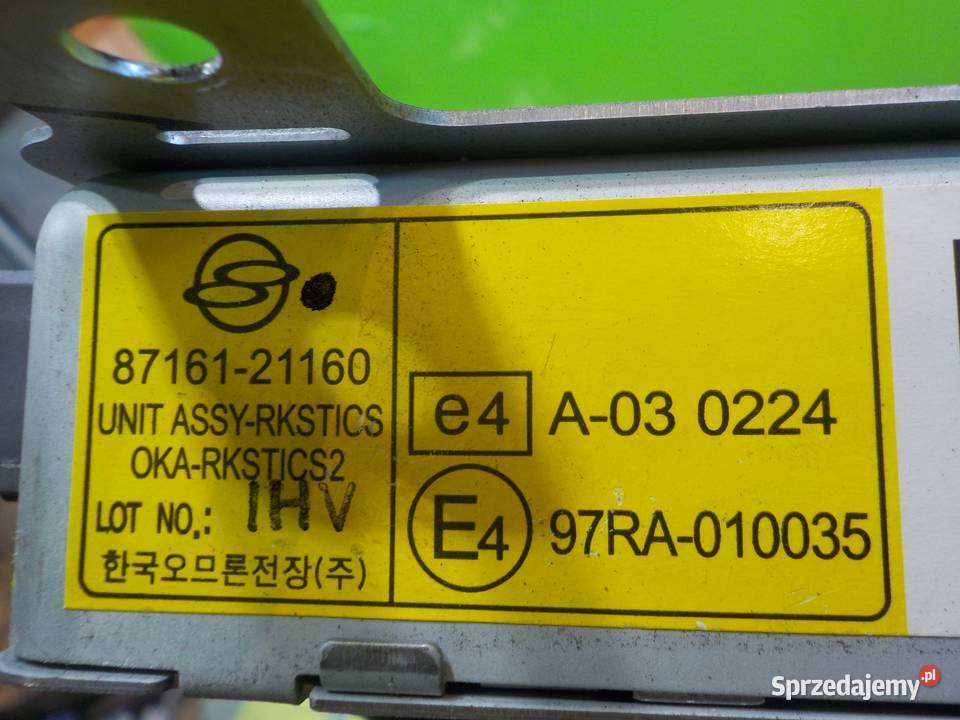 87161-21160
UNIT ASSY-RKSTICS
OKA-RKSTICS2
LOT NO.: 1HV
한국오므론전장(주)
e4 A-03 0224
E4 97RA-010035
Sprzedajemy.pl